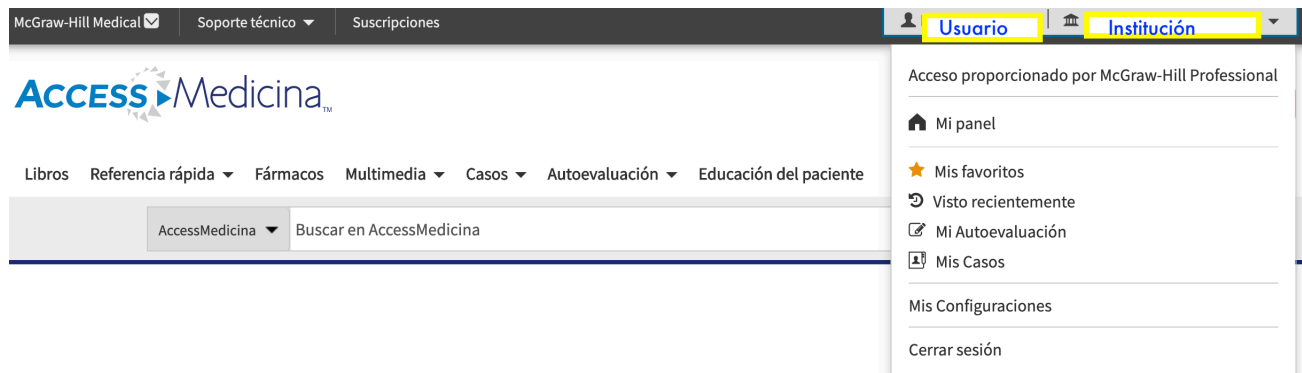 McGraw-Hill Medical Soporte técnico Suscripciones Usuario Institución
Acceso proporcionado por McGraw-Hill Professional
ACCESS Medicina™
Mi panel
Libros Referencia rápida Fármacos Multimedia Casos Autoevaluación Educación del paciente
Mis favoritos
Visto recientemente
AccessMedicina Buscar en AccessMedicina
Mi Autoevaluación
Mis Casos
Mis Configuraciones
Cerrar sesión